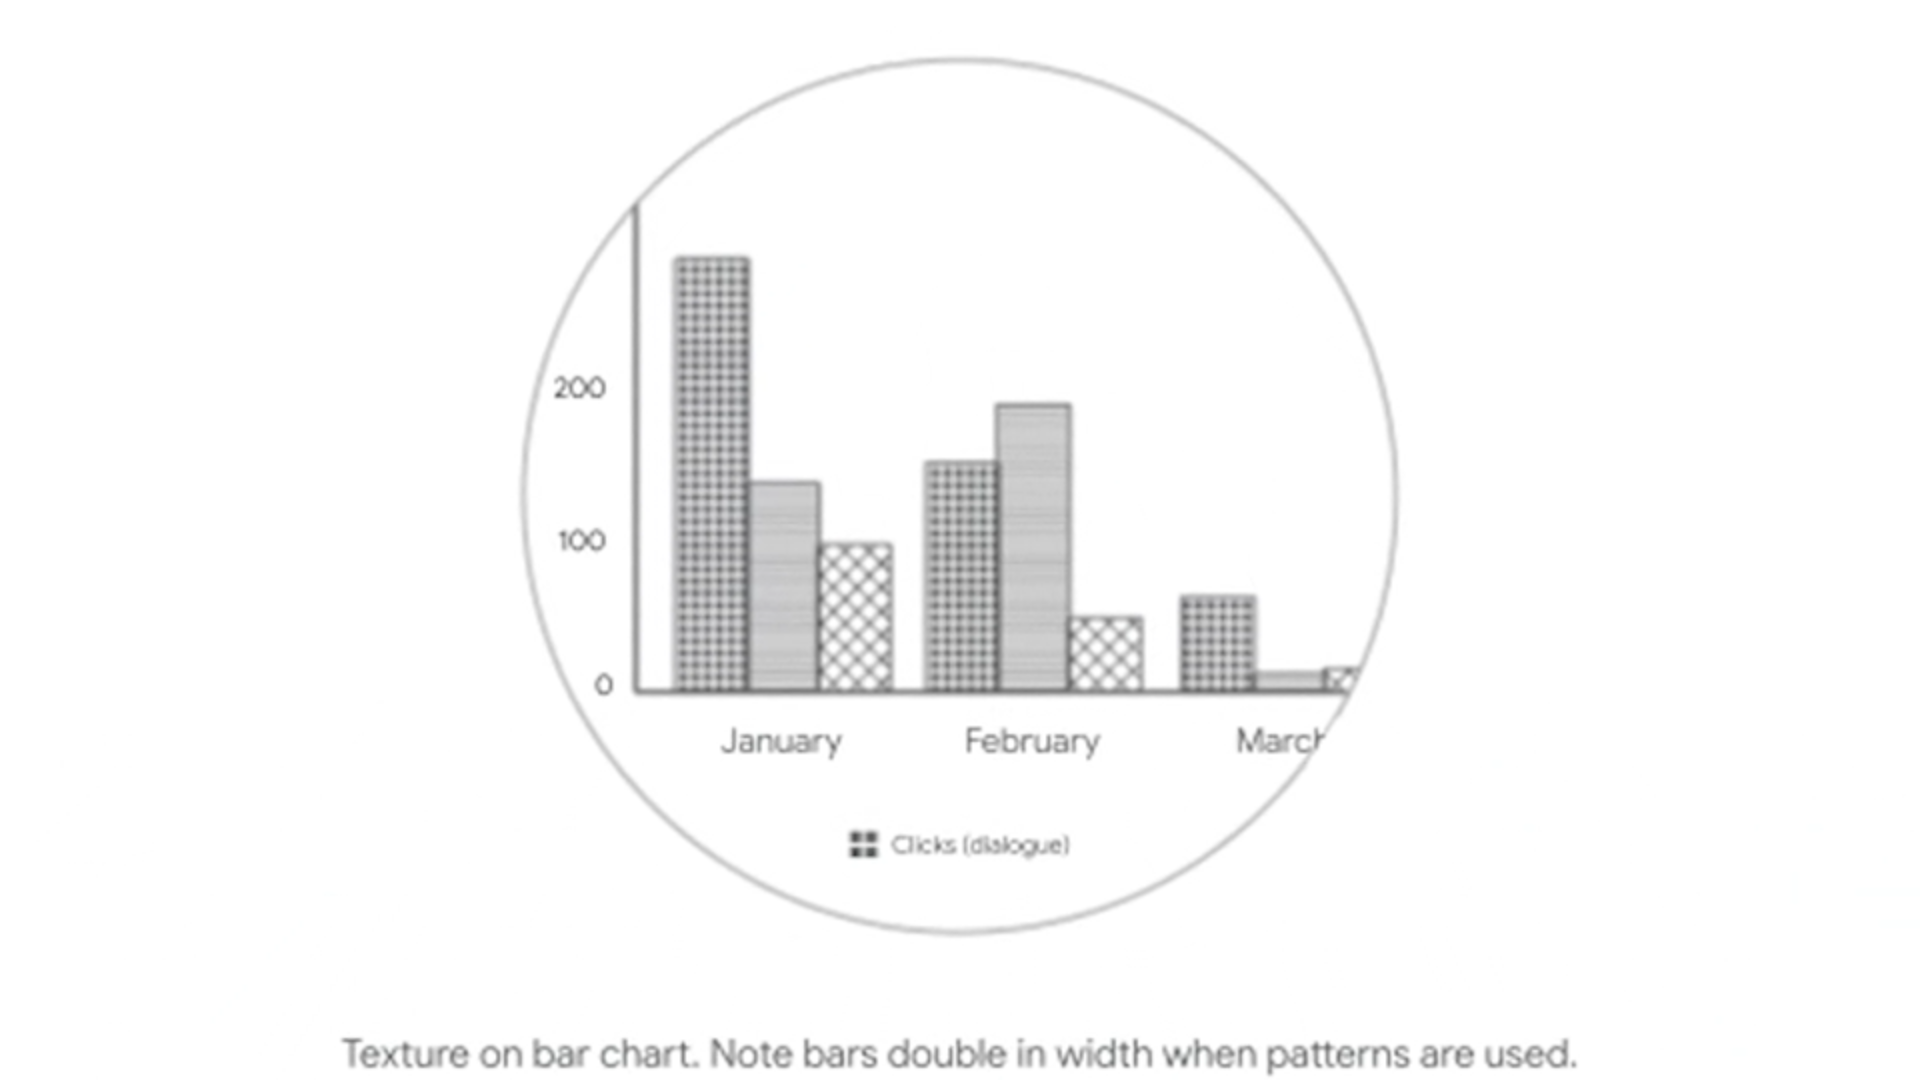 200
100
0
January
February
March
Clicks (dialogue)
Texture on bar chart. Note bars double in width when patterns are used.